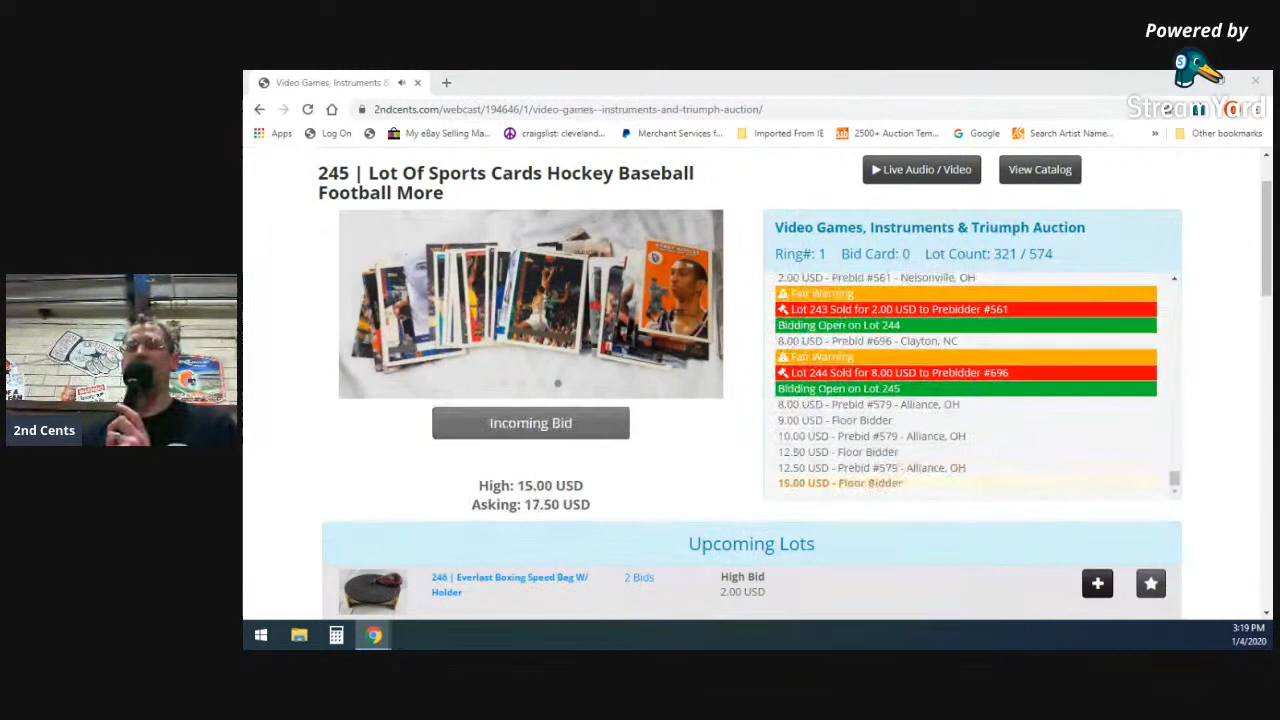 Powered by
StreamYard
Video Games, Instruments &
2ndcents.com/webcast/194646/1/video-games--instruments-and-triumph-auction/
Apps
Log On
My eBay Selling Ma...
craigslist: cleveland...
Merchant Services f...
Imported From IE
2500+ Auction Tem...
Google
Search Artist Name...
»
Other bookmarks
245 | Lot Of Sports Cards Hockey Baseball
Football More
Live Audio / Video
View Catalog
Video Games, Instruments & Triumph Auction
Ring#: 1 Bid Card: 0 Lot Count: 321 / 574
2.00 USD - Prebid #561 - Nelsonville, OH
Fair Warning
Lot 243 Sold for 2.00 USD to Prebidder #561
Bidding Open on Lot 244
8.00 USD - Prebid #696 - Clayton, NC
Fair Warning
Lot 244 Sold for 8.00 USD to Prebidder #696
Bidding Open on Lot 245
8.00 USD - Prebid #579 - Alliance, OH
9.00 USD - Floor Bidder
10.00 USD - Prebid #579 - Alliance, OH
12.50 USD - Floor Bidder
12.50 USD - Prebid #579 - Alliance, OH
15.00 USD - Floor Bidder
Incoming Bid
High: 15.00 USD
Asking: 17.50 USD
2nd Cents
Upcoming Lots
246 | Everlast Boxing Speed Bag W/
Holder
2 Bids
High Bid
2.00 USD
3:19 PM
1/4/2020